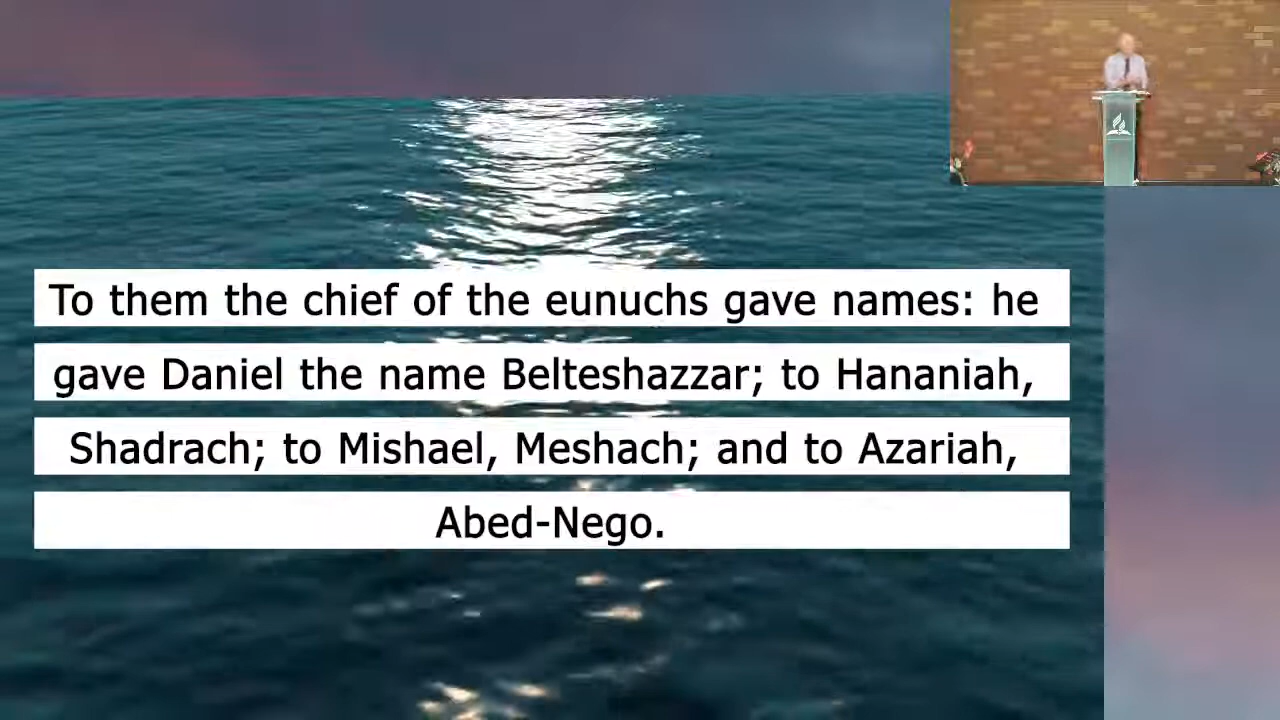 To them the chief of the eunuchs gave names: he
gave Daniel the name Belteshazzar; to Hananiah,
Shadrach; to Mishael, Meshach; and to Azariah,
Abed-Nego.